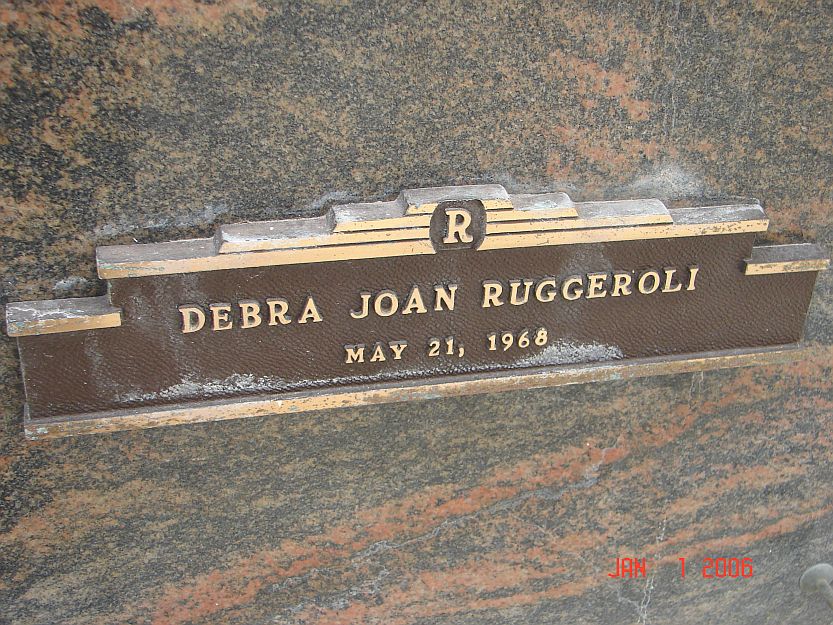 R
DEBRA JOAN RUGGEROLI
MAY 21, 1968
JAN 1 2006